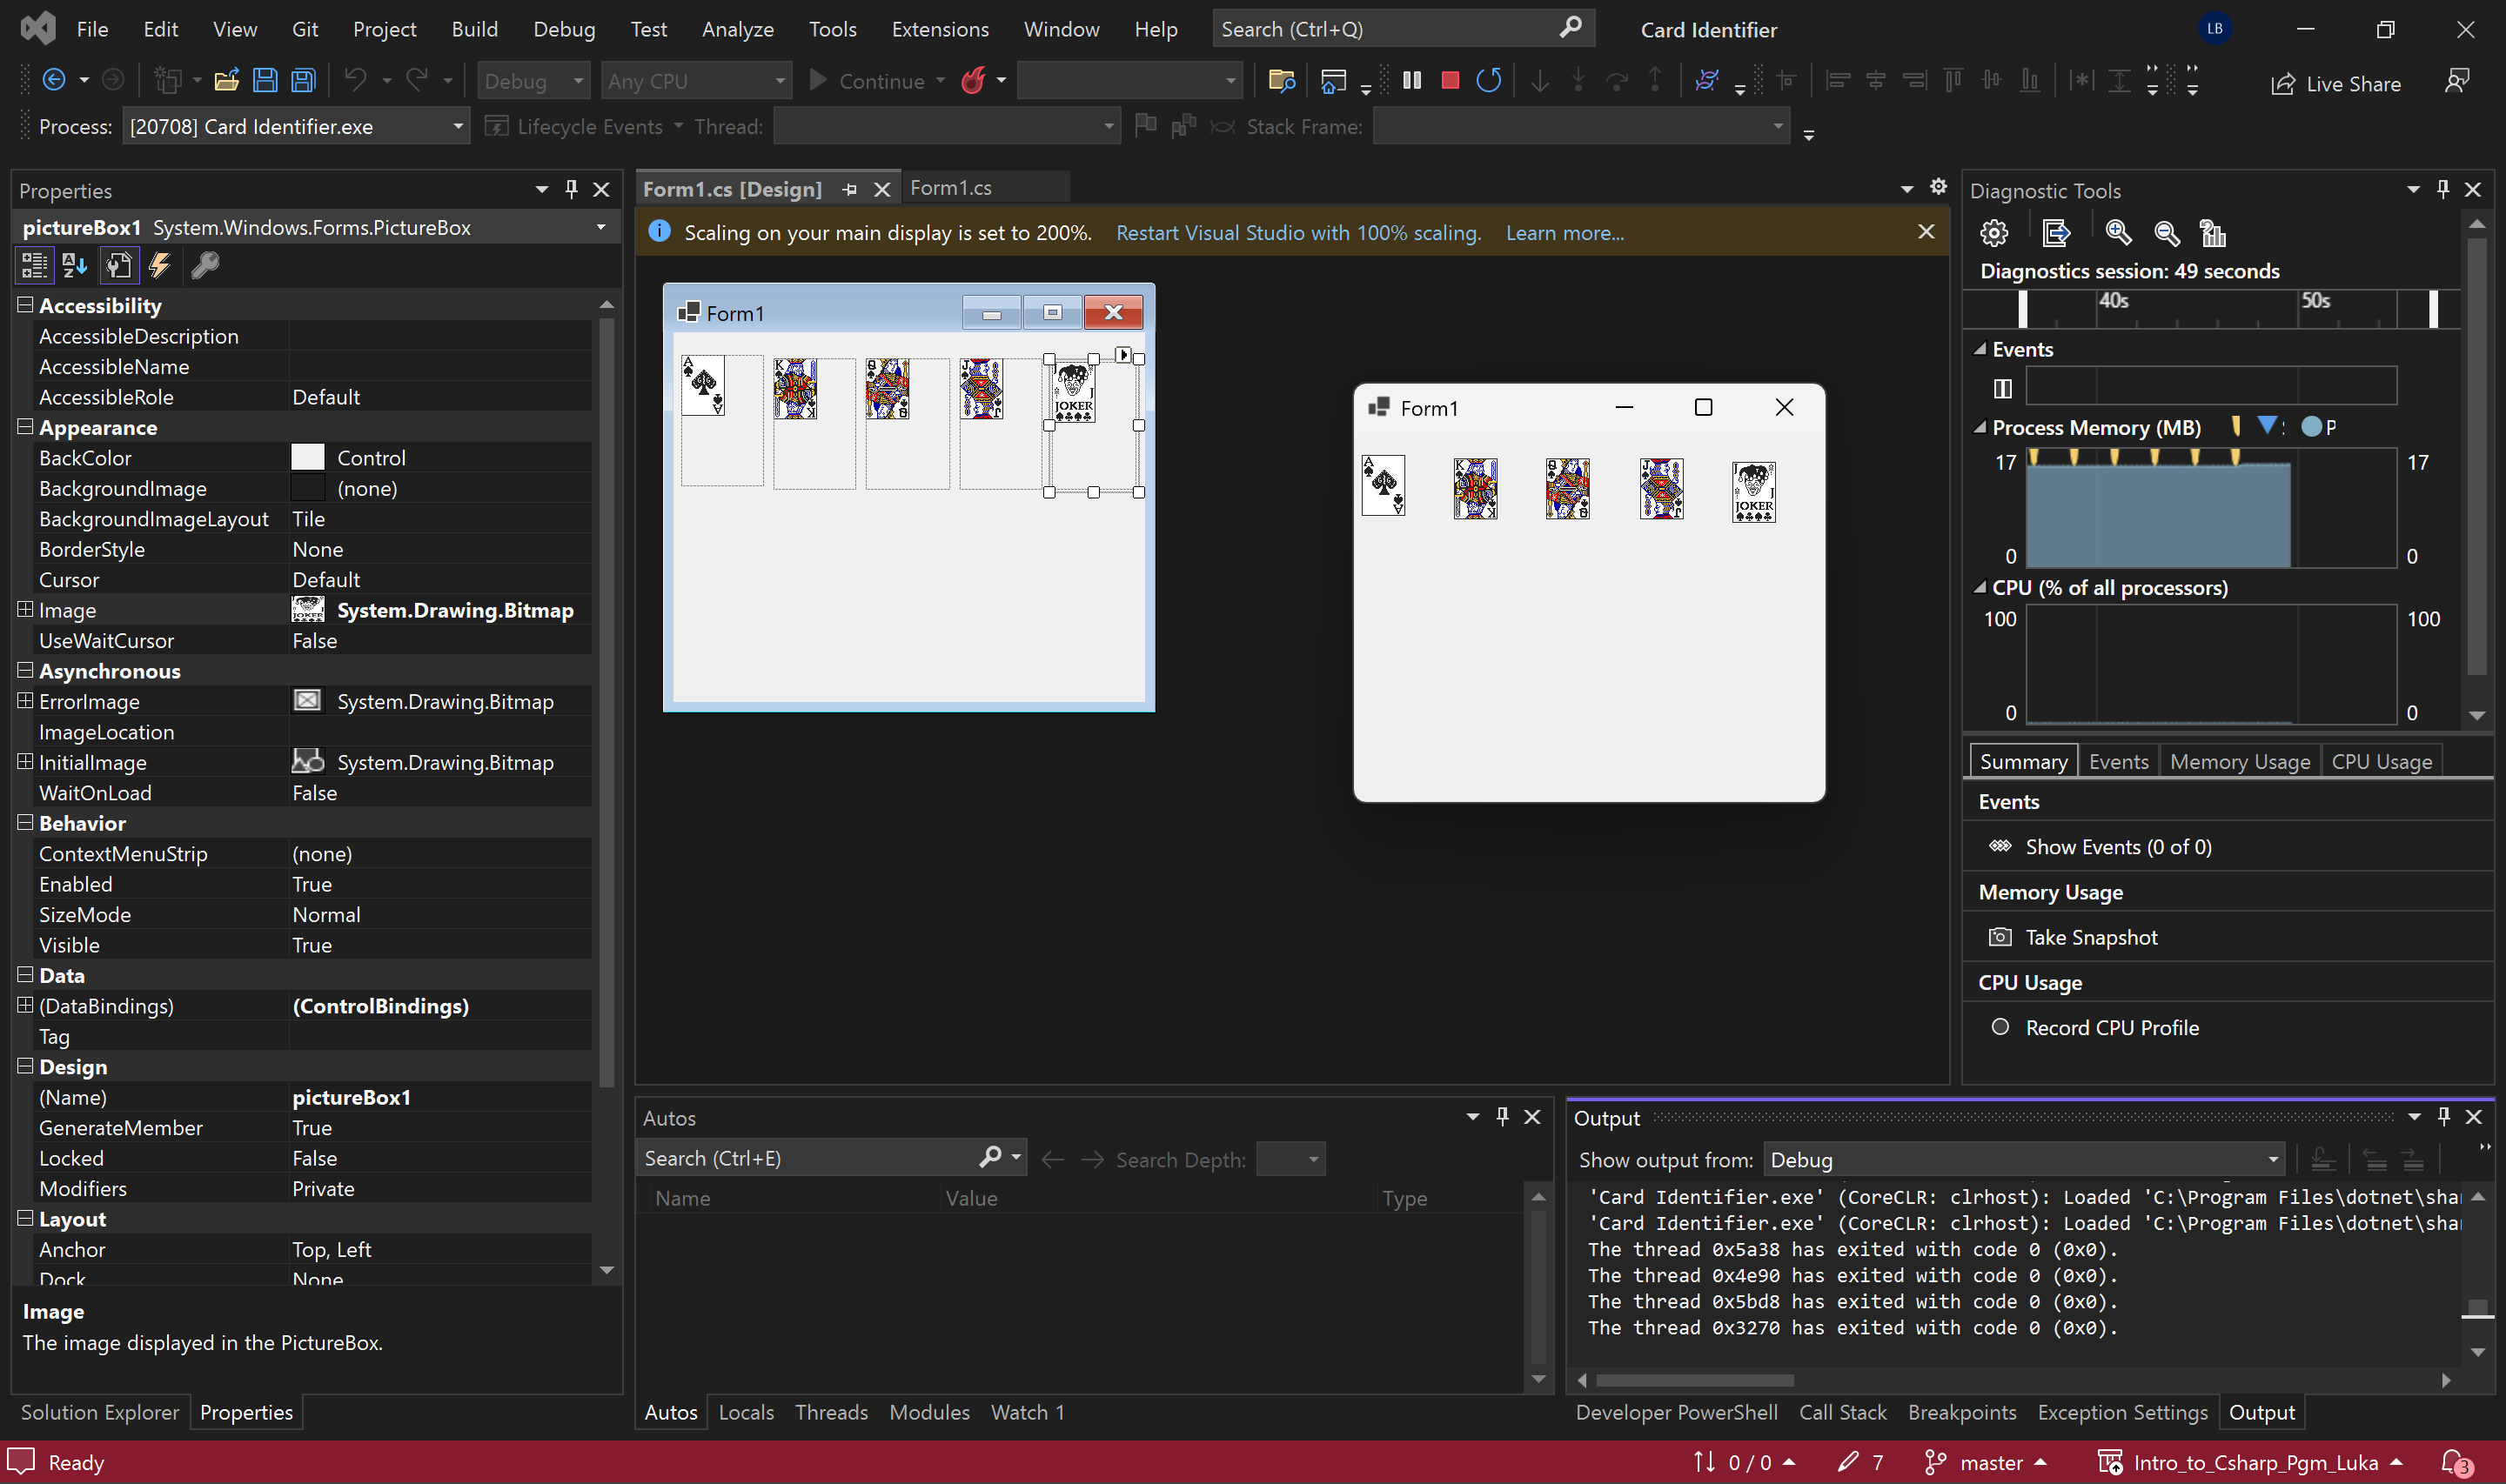 File Edit View Git Project Build Debug Test Analyze Tools Extensions Window Help Search (Ctrl+Q) Card Identifier LB
Debug Any CPU Continue Live Share
Process: [20708] Card Identifier.exe Lifecycle Events Thread: Stack Frame:
Properties
pictureBox1 System.Windows.Forms.PictureBox
Accessibility
AccessibleDescription
AccessibleName
AccessibleRole Default
Appearance
BackColor Control
BackgroundImage (none)
BackgroundImageLayout Tile
BorderStyle None
Cursor Default
Image System.Drawing.Bitmap
UseWaitCursor False
Asynchronous
ErrorImage System.Drawing.Bitmap
ImageLocation
InitialImage System.Drawing.Bitmap
WaitOnLoad False
Behavior
ContextMenuStrip (none)
Enabled True
SizeMode Normal
Visible True
Data
(DataBindings) (ControlBindings)
Tag
Design
(Name) pictureBox1
GenerateMember True
Locked False
Modifiers Private
Layout
Anchor Top, Left
Dock None
Image
The image displayed in the PictureBox.
Solution Explorer Properties
Form1.cs [Design] Form1.cs
Scaling on your main display is set to 200%. Restart Visual Studio with 100% scaling. Learn more...
Form1
A K Q J J
A K Q J JOKER
Form1
A K Q J J
A K Q J JOKER
Autos
Search (Ctrl+E) Search Depth:
Name Value Type
Autos Locals Threads Modules Watch 1
Diagnostic Tools
Diagnostics session: 49 seconds
40s 50s
Events
Process Memory (MB) P
17 17
0 0
CPU (% of all processors)
100 100
0 0
Summary Events Memory Usage CPU Usage
Events
Show Events (0 of 0)
Memory Usage
Take Snapshot
CPU Usage
Record CPU Profile
Output
Show output from: Debug
'Card Identifier.exe' (CoreCLR: clrhost): Loaded 'C:\Program Files\dotnet\shar
'Card Identifier.exe' (CoreCLR: clrhost): Loaded 'C:\Program Files\dotnet\shar
The thread 0x5a38 has exited with code 0 (0x0).
The thread 0x4e90 has exited with code 0 (0x0).
The thread 0x5bd8 has exited with code 0 (0x0).
The thread 0x3270 has exited with code 0 (0x0).
Developer PowerShell Call Stack Breakpoints Exception Settings Output
Ready 0 / 0 7 master Intro_to_Csharp_Pgm_Luka 3